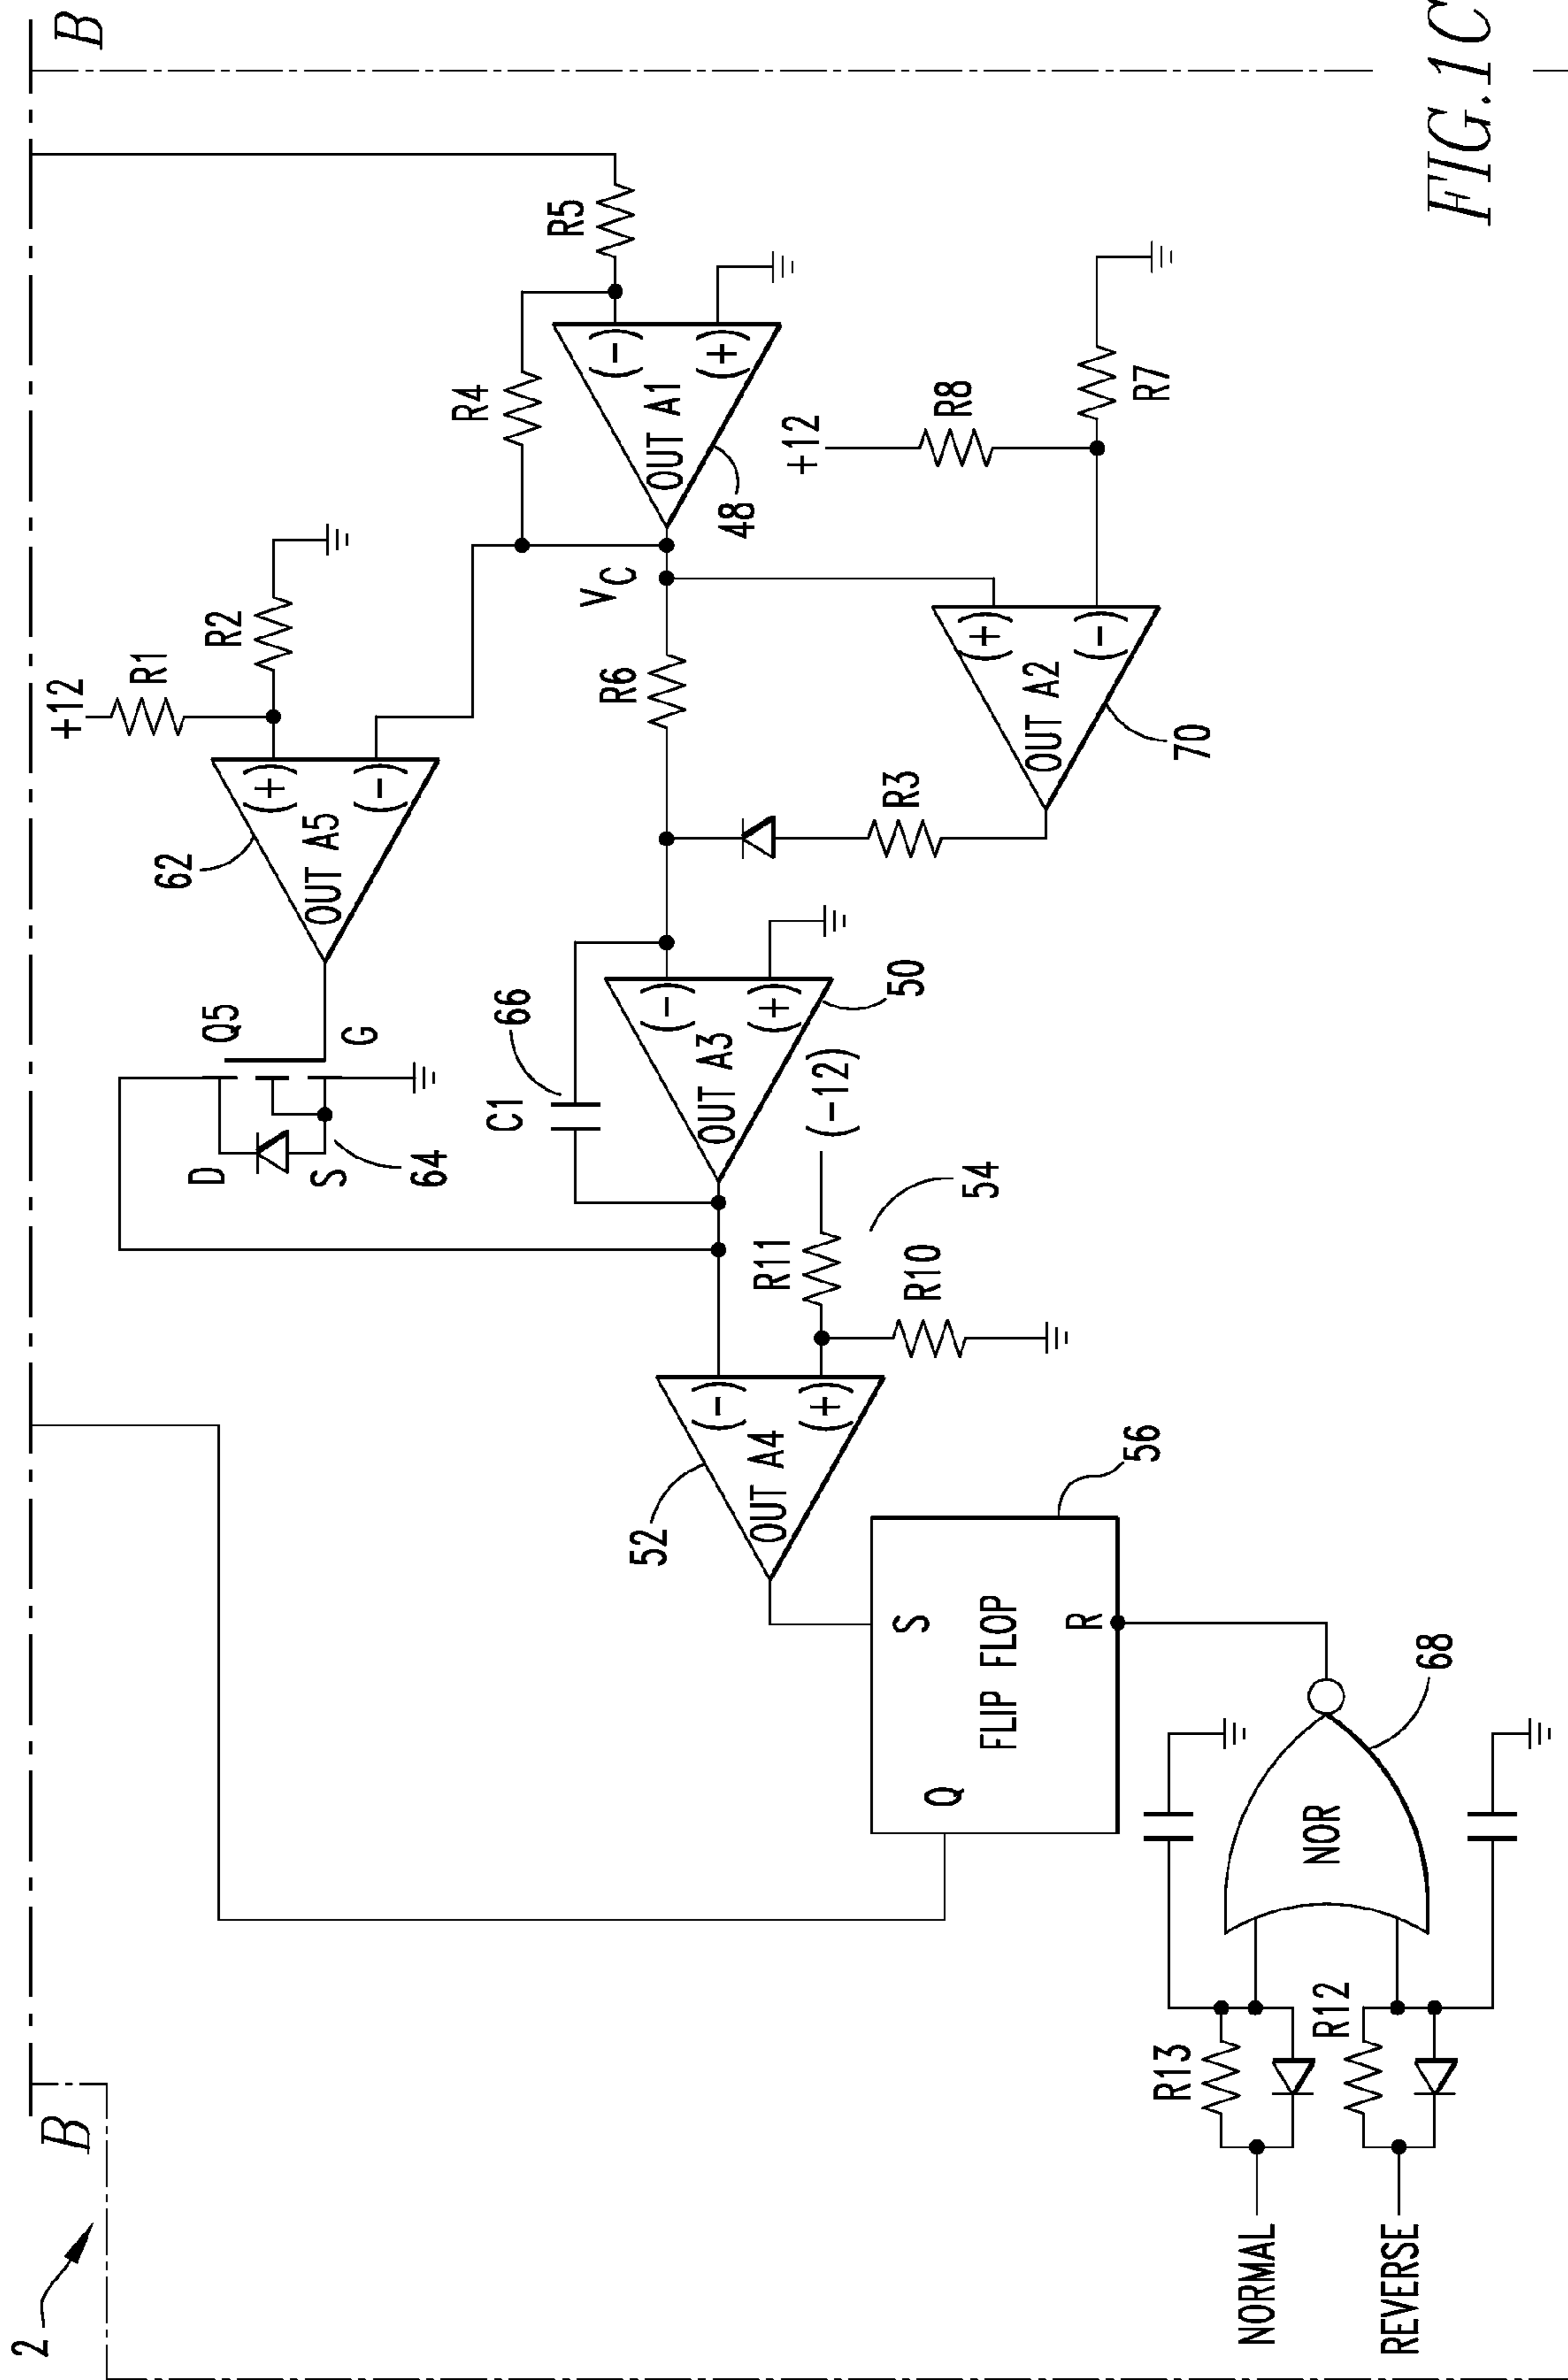 2
B
B
+12
R1
R2
62
OUT A5
(+)
(-)
Q5
G
D
S
64
R4
R5
C1
66
R6
VC
OUT A1
(-)
(+)
48
+12
R8
R7
OUT A3
(-)
(+)
50
R3
OUT A2
(+)
(-)
70
(-12)
R11
54
R10
52
OUT A4
(-)
(+)
56
S
FLIP FLOP
R
Q
68
NOR
R13
R12
NORMAL
REVERSE
FIG.1C